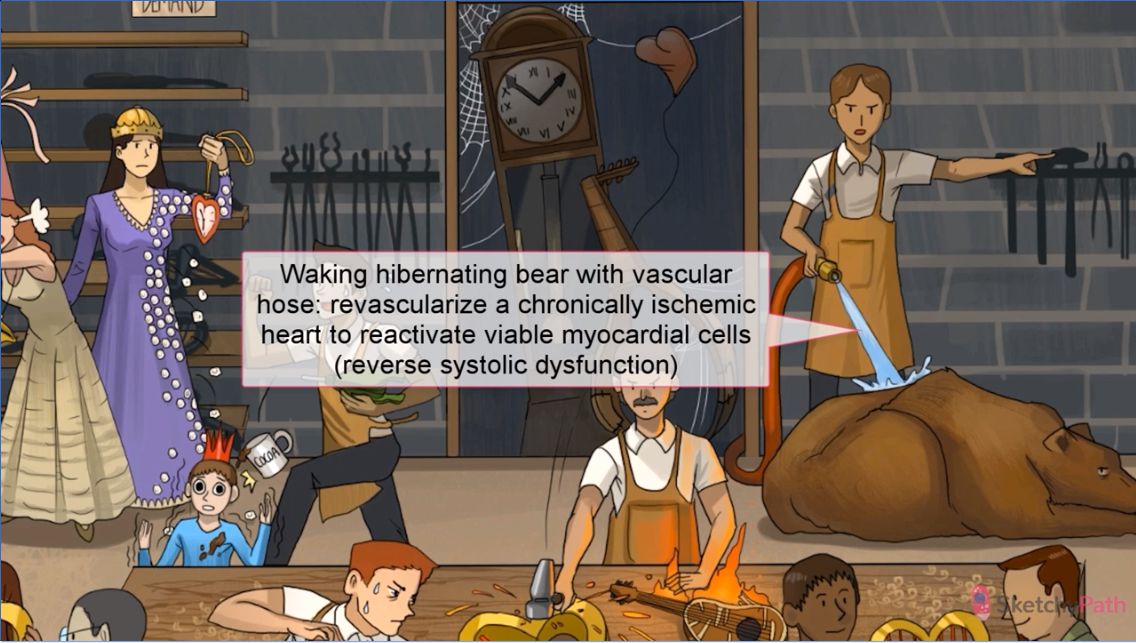 DEMAND
XII
Waking hibernating bear with vascular
hose: revascularize a chronically ischemic
heart to reactivate viable myocardial cells
(reverse systolic dysfunction)
COCOA
SketchyPath